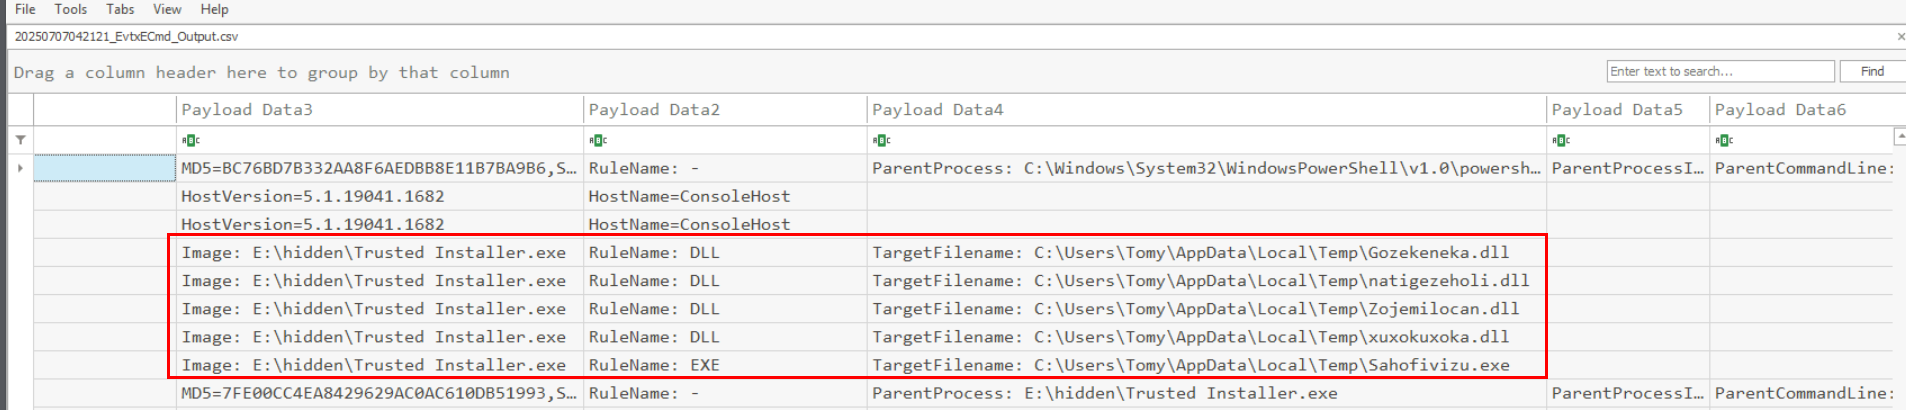 File Tools Tabs View Help
20250707042121_EvtxECmd_Output.csv
Drag a column header here to group by that column Enter text to search... Find
Payload Data3 Payload Data2 Payload Data4 Payload Data5 Payload Data6
ABC ABC ABC ABC ABC
MD5=BC76BD7B332AA8F6AEDBB8E11B7BA9B6,S... RuleName: - ParentProcess: C:\Windows\System32\WindowsPowerShell\v1.0\powersh... ParentProcessI... ParentCommandLine:
HostVersion=5.1.19041.1682 HostName=ConsoleHost
HostVersion=5.1.19041.1682 HostName=ConsoleHost
Image: E:\hidden\Trusted Installer.exe RuleName: DLL TargetFilename: C:\Users\Tomy\AppData\Local\Temp\Gozekeneka.dll
Image: E:\hidden\Trusted Installer.exe RuleName: DLL TargetFilename: C:\Users\Tomy\AppData\Local\Temp\natigezeholi.dll
Image: E:\hidden\Trusted Installer.exe RuleName: DLL TargetFilename: C:\Users\Tomy\AppData\Local\Temp\Zojemilocan.dll
Image: E:\hidden\Trusted Installer.exe RuleName: DLL TargetFilename: C:\Users\Tomy\AppData\Local\Temp\xuxokuxoka.dll
Image: E:\hidden\Trusted Installer.exe RuleName: EXE TargetFilename: C:\Users\Tomy\AppData\Local\Temp\Sahofivizu.exe
MD5=7FE00CC4EA8429629AC0AC610DB51993,S... RuleName: - ParentProcess: E:\hidden\Trusted Installer.exe ParentProcessI... ParentCommandLine: